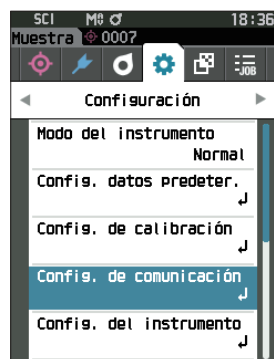 SCI M 18:36
Muestra 0007
JOB
Configuración
Modo del instrumento
Normal
Config. datos predeter.
Config. de calibración
Config. de comunicación
Config. del instrumento